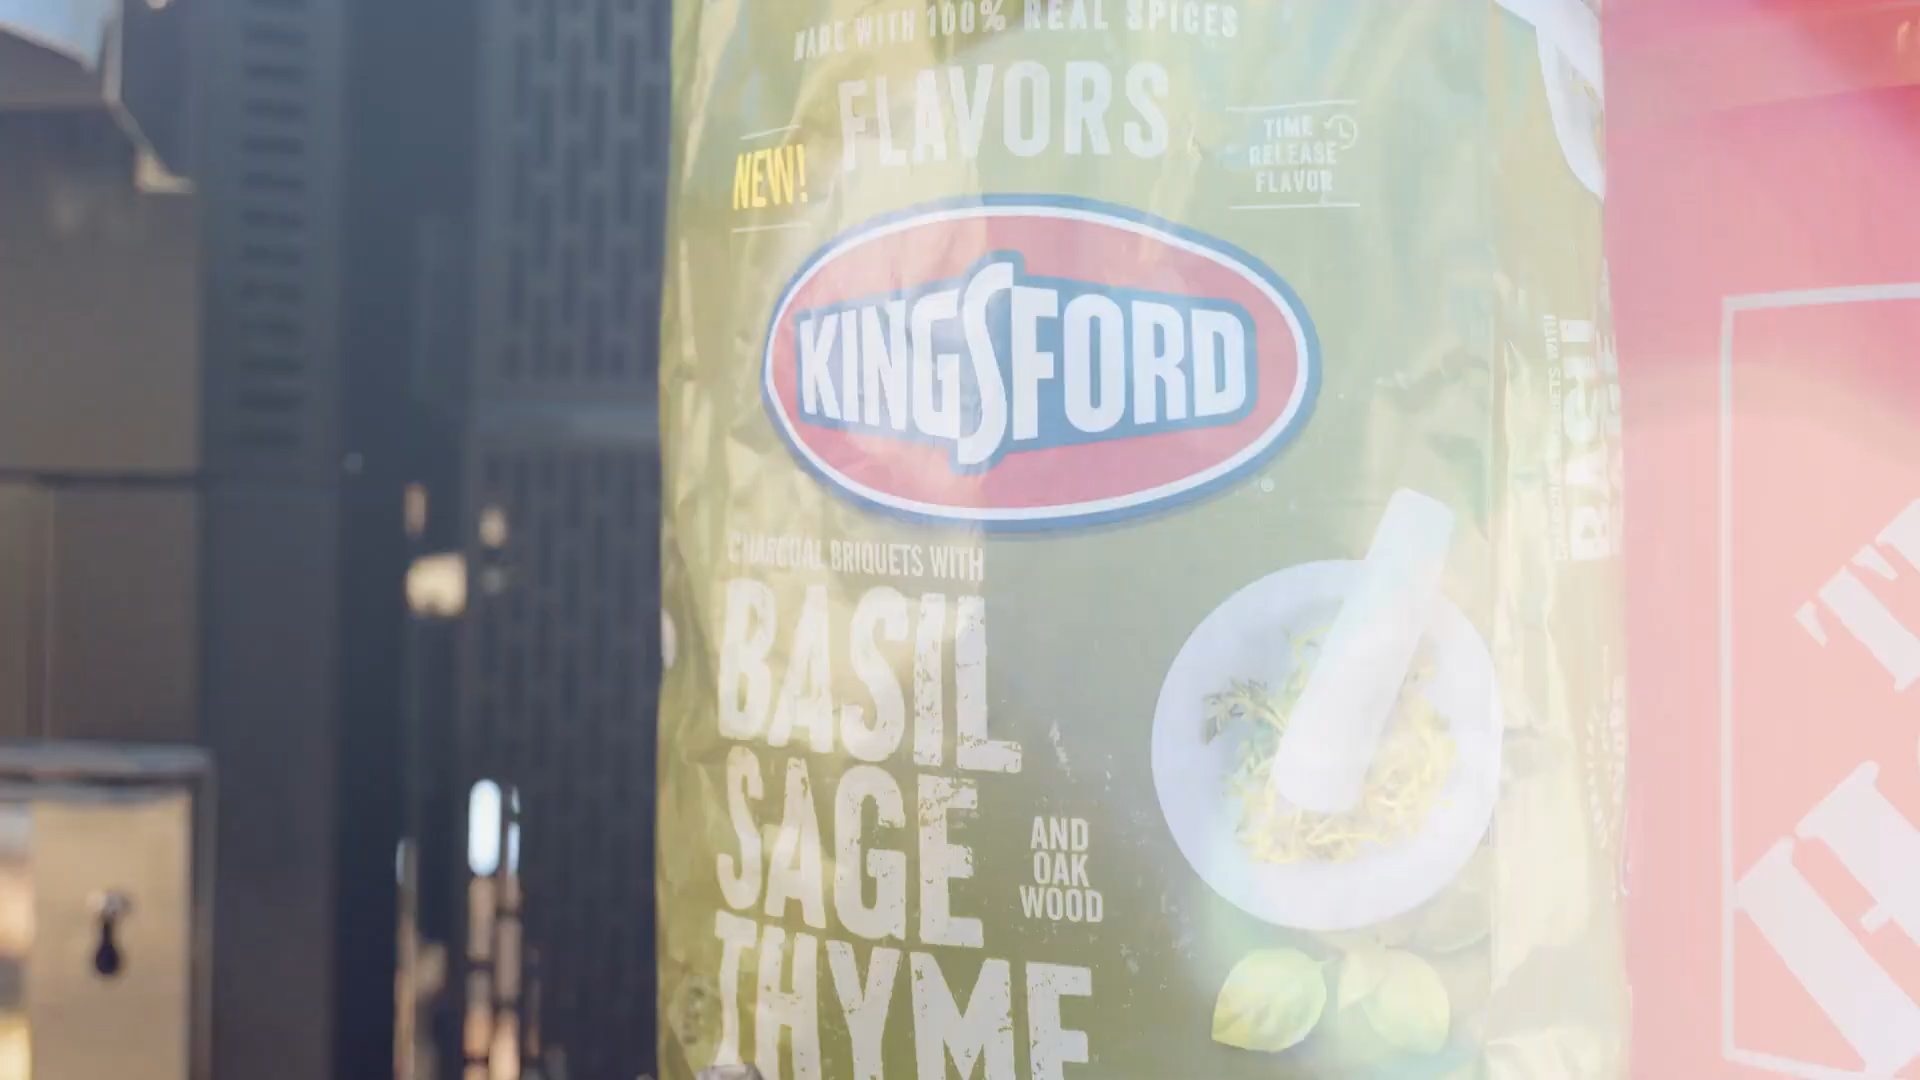 MADE WITH 100% REAL SPICES
FLAVORS
NEW!
TIME
RELEASE
FLAVOR
KINGSFORD
®
CHARCOAL BRIQUETS WITH
BASIL
SAGE
THYME
AND
OAK
WOOD
BASIL